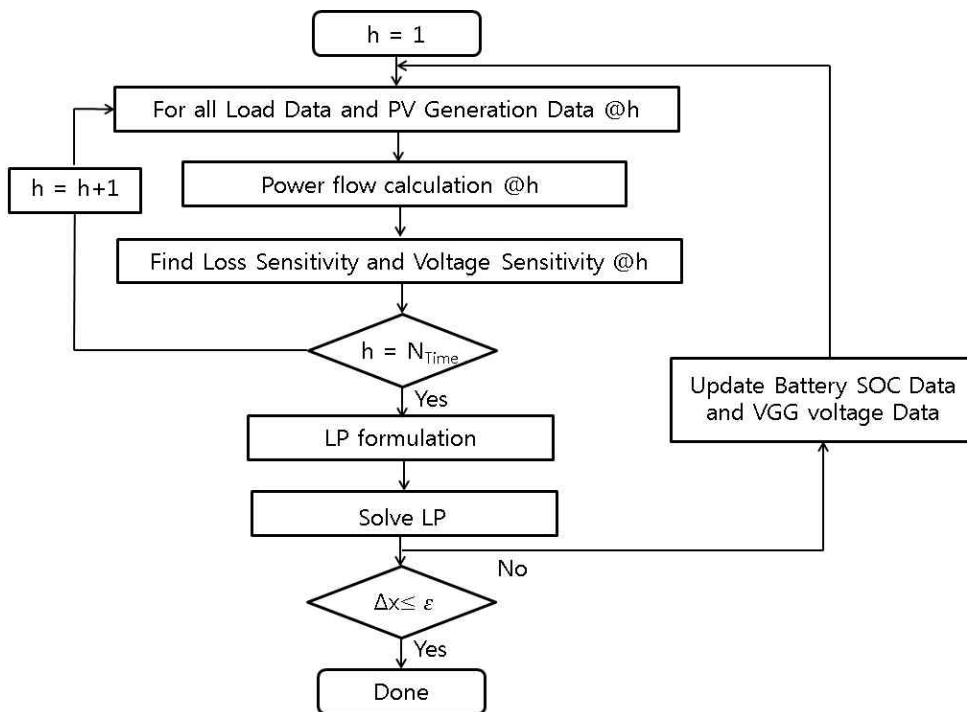 h = 1
For all Load Data and PV Generation Data @h
h = h+1
Power flow calculation @h
Find Loss Sensitivity and Voltage Sensitivity @h
h = N_Time
Yes
Update Battery SOC Data
and VGG voltage Data
LP formulation
Solve LP
No
Δx≤ ε
Yes
Done